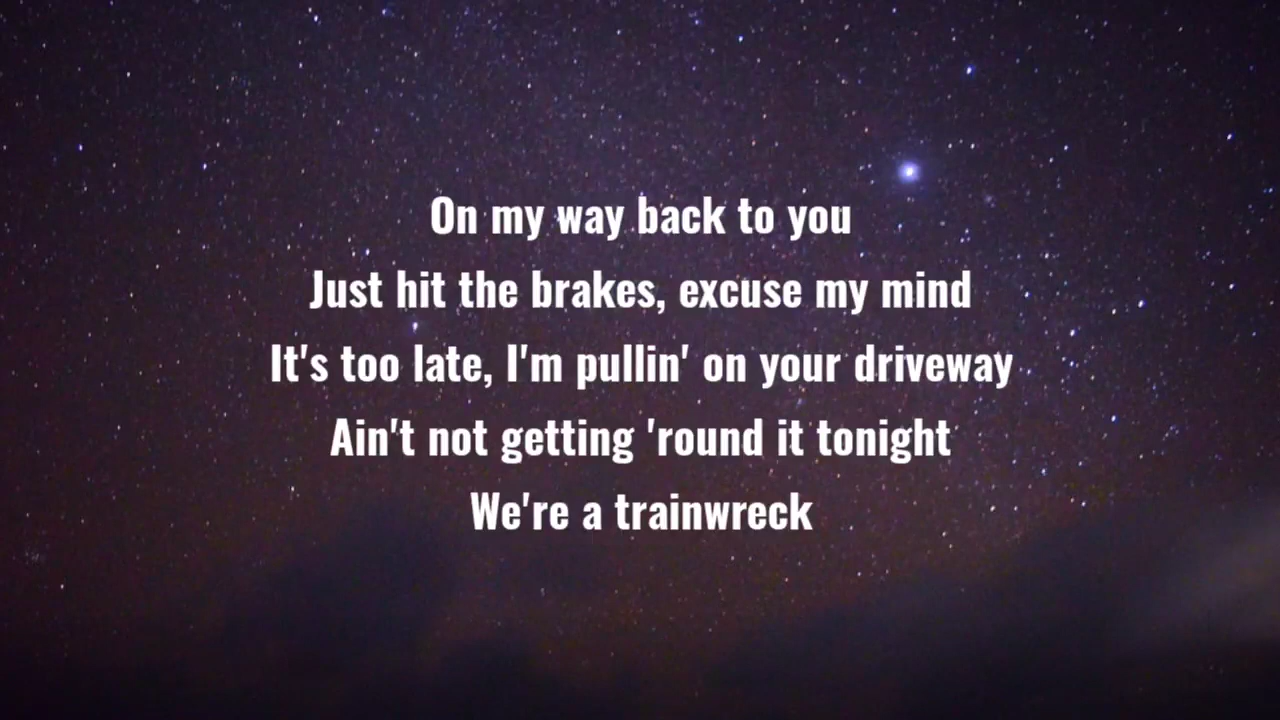 On my way back to you
Just hit the brakes, excuse my mind
It's too late, I'm pullin' on your driveway
Ain't not getting 'round it tonight
We're a trainwreck